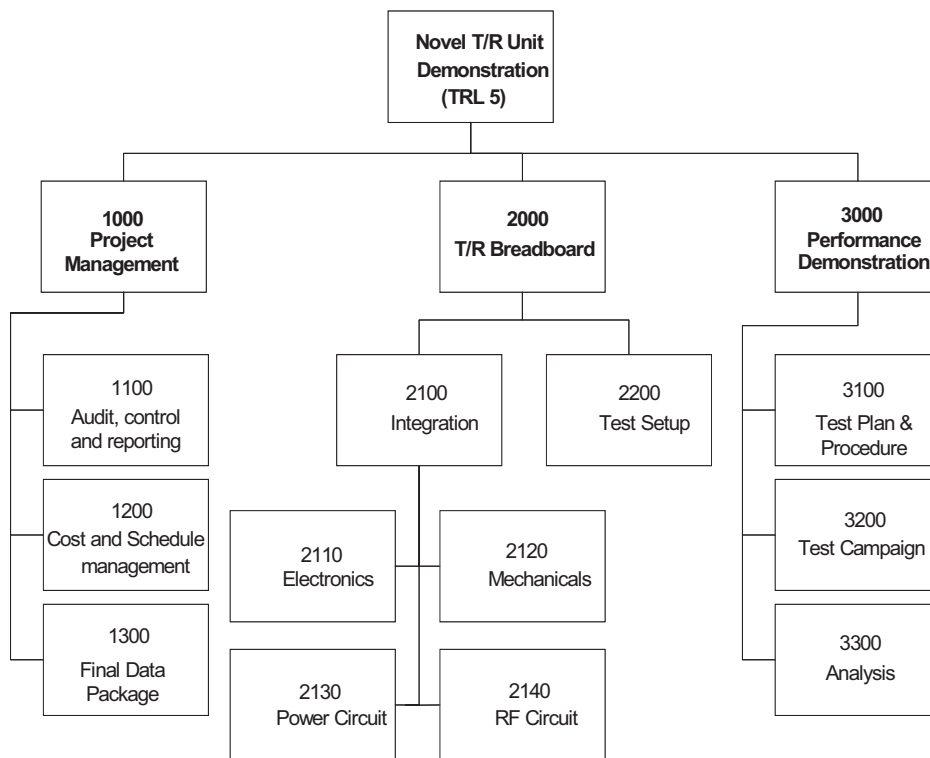 Novel T/R Unit
Demonstration
(TRL 5)
1000
Project
Management
2000
T/R Breadboard
3000
Performance
Demonstration
1100
Audit, control
and reporting
1200
Cost and Schedule
management
1300
Final Data
Package
2100
Integration
2200
Test Setup
2110
Electronics
2120
Mechanicals
2130
Power Circuit
2140
RF Circuit
3100
Test Plan &
Procedure
3200
Test Campaign
3300
Analysis